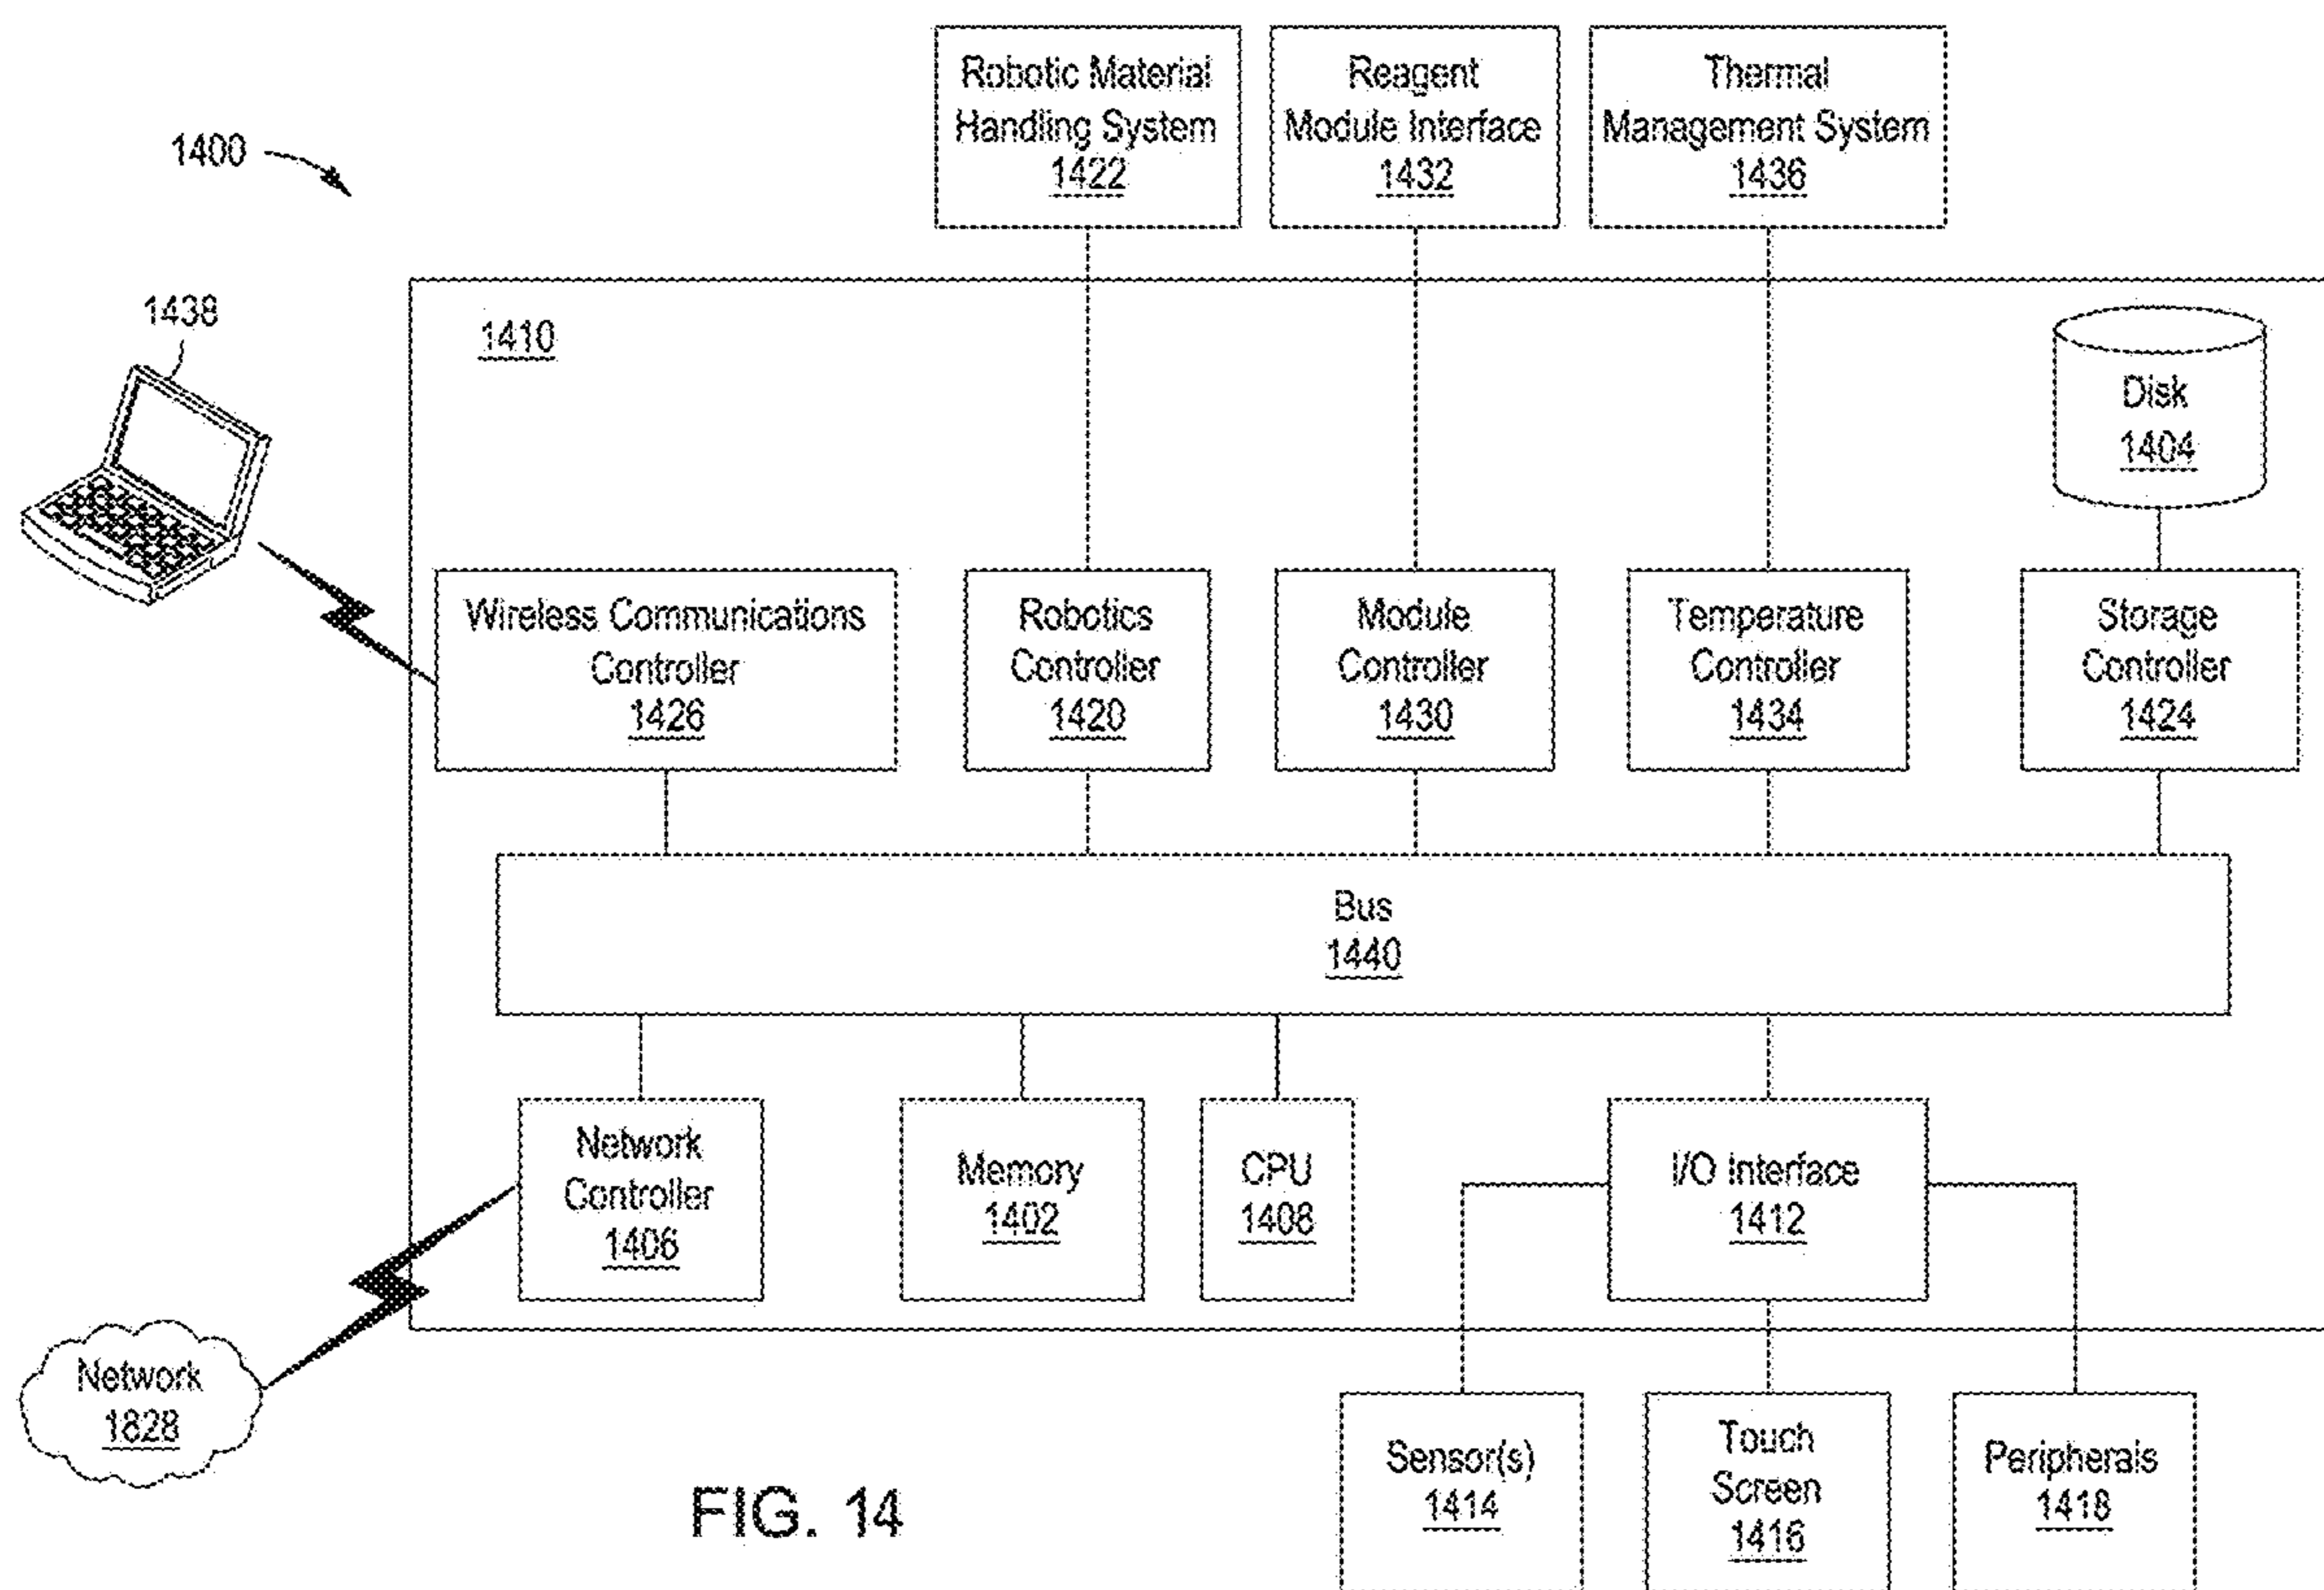 Robotic Material
Handling System
1422
Reagent
Module Interface
1432
Thermal
Management System
1436
1400
1438
1410
Disk
1404
Wireless Communications
Controller
1426
Robotics
Controller
1420
Module
Controller
1430
Temperature
Controller
1434
Storage
Controller
1424
Bus
1440
Network
Controller
1406
Memory
1402
CPU
1408
I/O Interface
1412
Network
1828
Sensor(s)
1414
Touch
Screen
1416
Peripherals
1418
FIG. 14